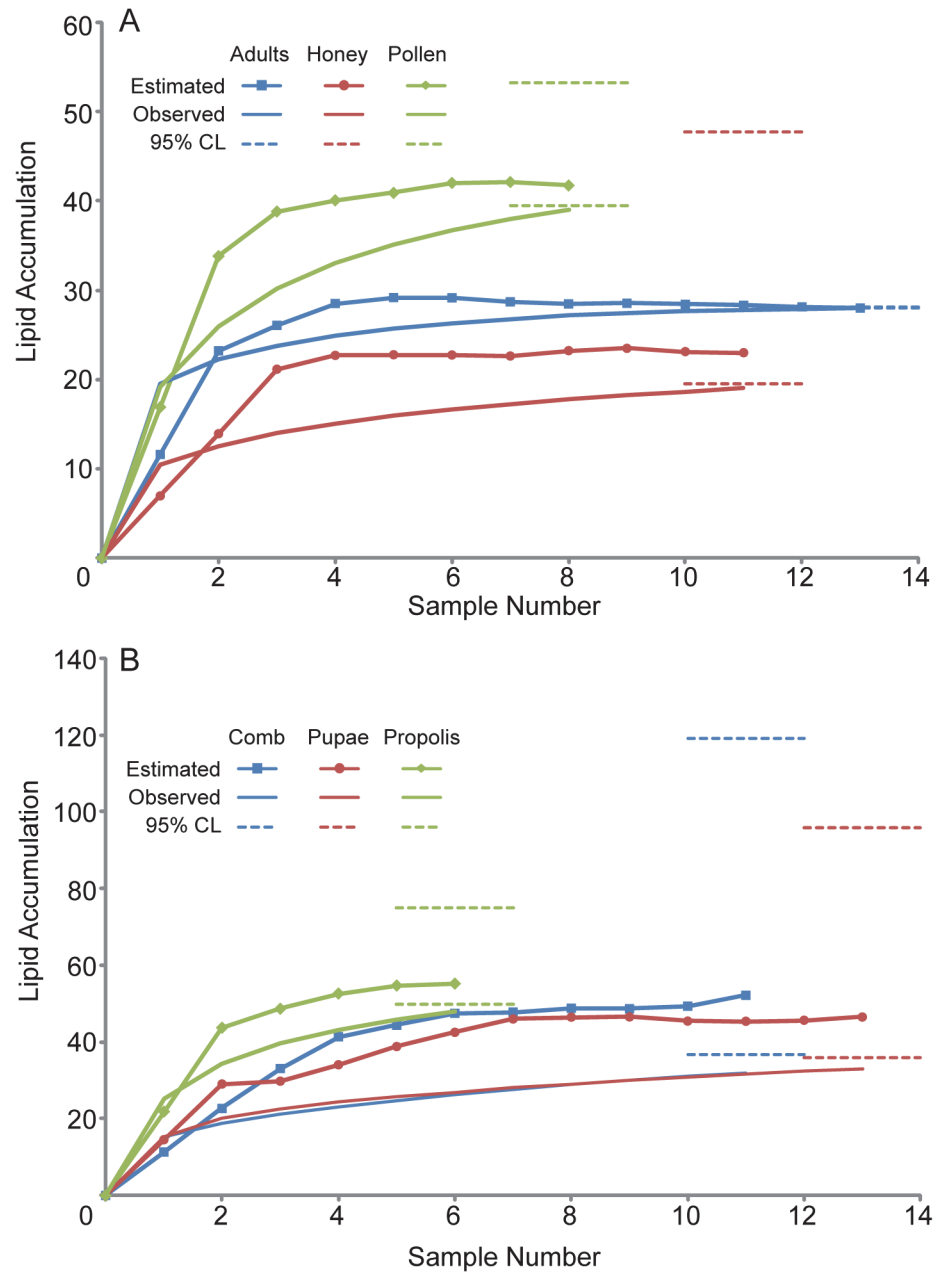 A
60
50
40
30
20
10
0
2
4
6
8
10
12
14
Lipid Accumulation
Sample Number
Adults Honey Pollen
Estimated
Observed
95% CL
B
140
120
100
80
60
40
20
0
2
4
6
8
10
12
14
Lipid Accumulation
Sample Number
Comb Pupae Propolis
Estimated
Observed
95% CL